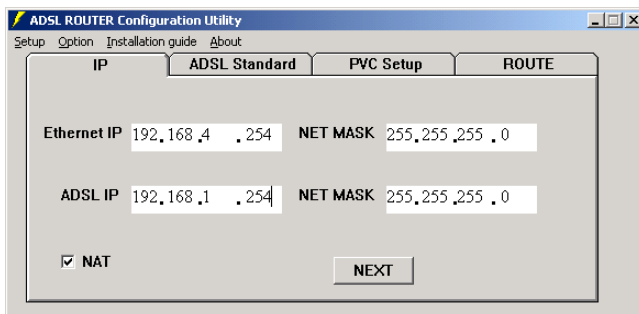 ADSL ROUTER Configuration Utility
Setup Option Installation guide About
IP ADSL Standard PVC Setup ROUTE
Ethernet IP 192.168.4 .254 NET MASK 255.255.255.0
ADSL IP 192.168.1 .254 NET MASK 255.255.255.0
NAT NEXT